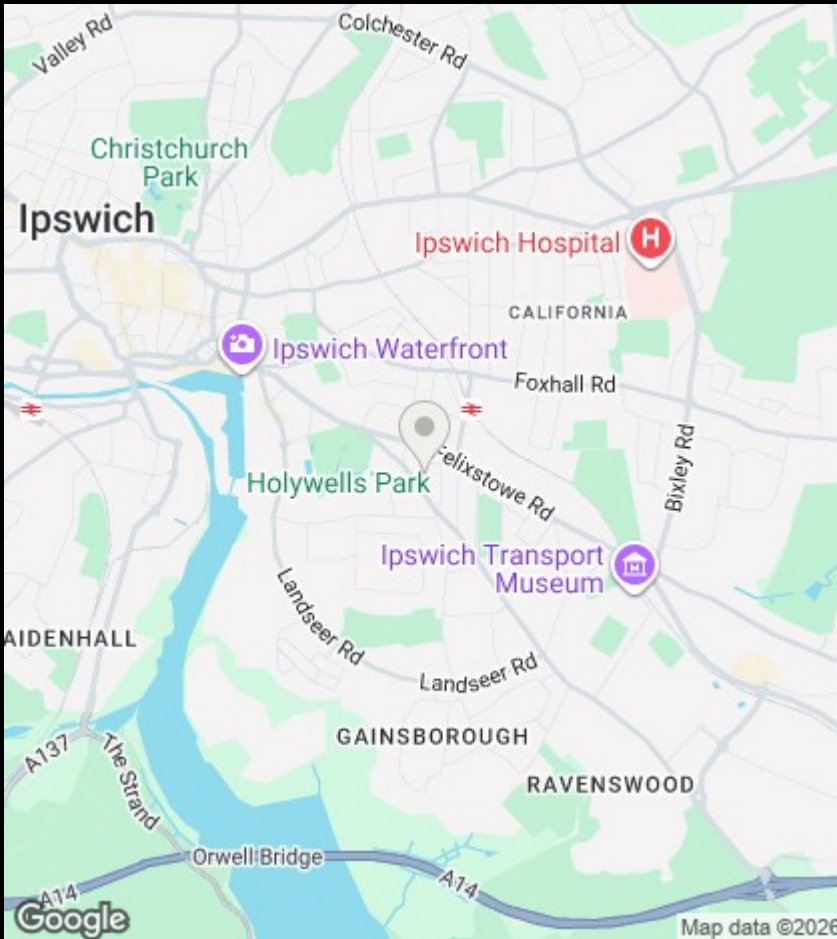 Valley Rd
Colchester Rd
Christchurch
Park
Ipswich
Ipswich Hospital
H
CALIFORNIA
Ipswich Waterfront
Foxhall Rd
Felixstowe Rd
Holywells Park
Bixley Rd
Ipswich Transport
Museum
Landseer Rd
AIDENHALL
Landseer Rd
GAINSBOROUGH
A137
The Strand
RAVENSWOOD
Orwell Bridge
A14
A14
Google
Map data ©2026